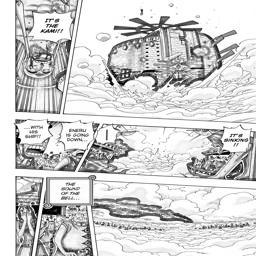 IT'S
THE
KAMI!!
IT'S
SINKING
!!
!
ENERU
IS GOING
DOWN...
...WITH
HIS
SHIP!!
THE
SOUND OF
THE
BELL...